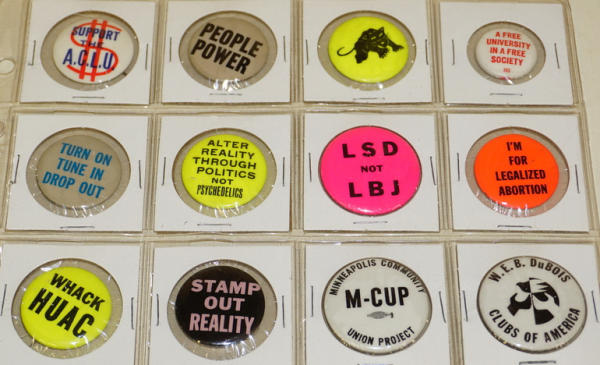 SUPPORT
THE
A.C.L.U.
PEOPLE
POWER
A FREE
UNIVERSITY
IN A FREE
SOCIETY
TURN ON
TUNE IN
DROP OUT
ALTER
REALITY
THROUGH
POLITICS
NOT
PSYCHEDELICS
LSD
NOT
LBJ
I'M
FOR
LEGALIZED
ABORTION
WHACK
HUAC
STAMP
OUT
REALITY
MINNEAPOLIS COMMUNITY
M-CUP
UNION PROJECT
W.E.B. DuBOIS
CLUBS OF AMERICA